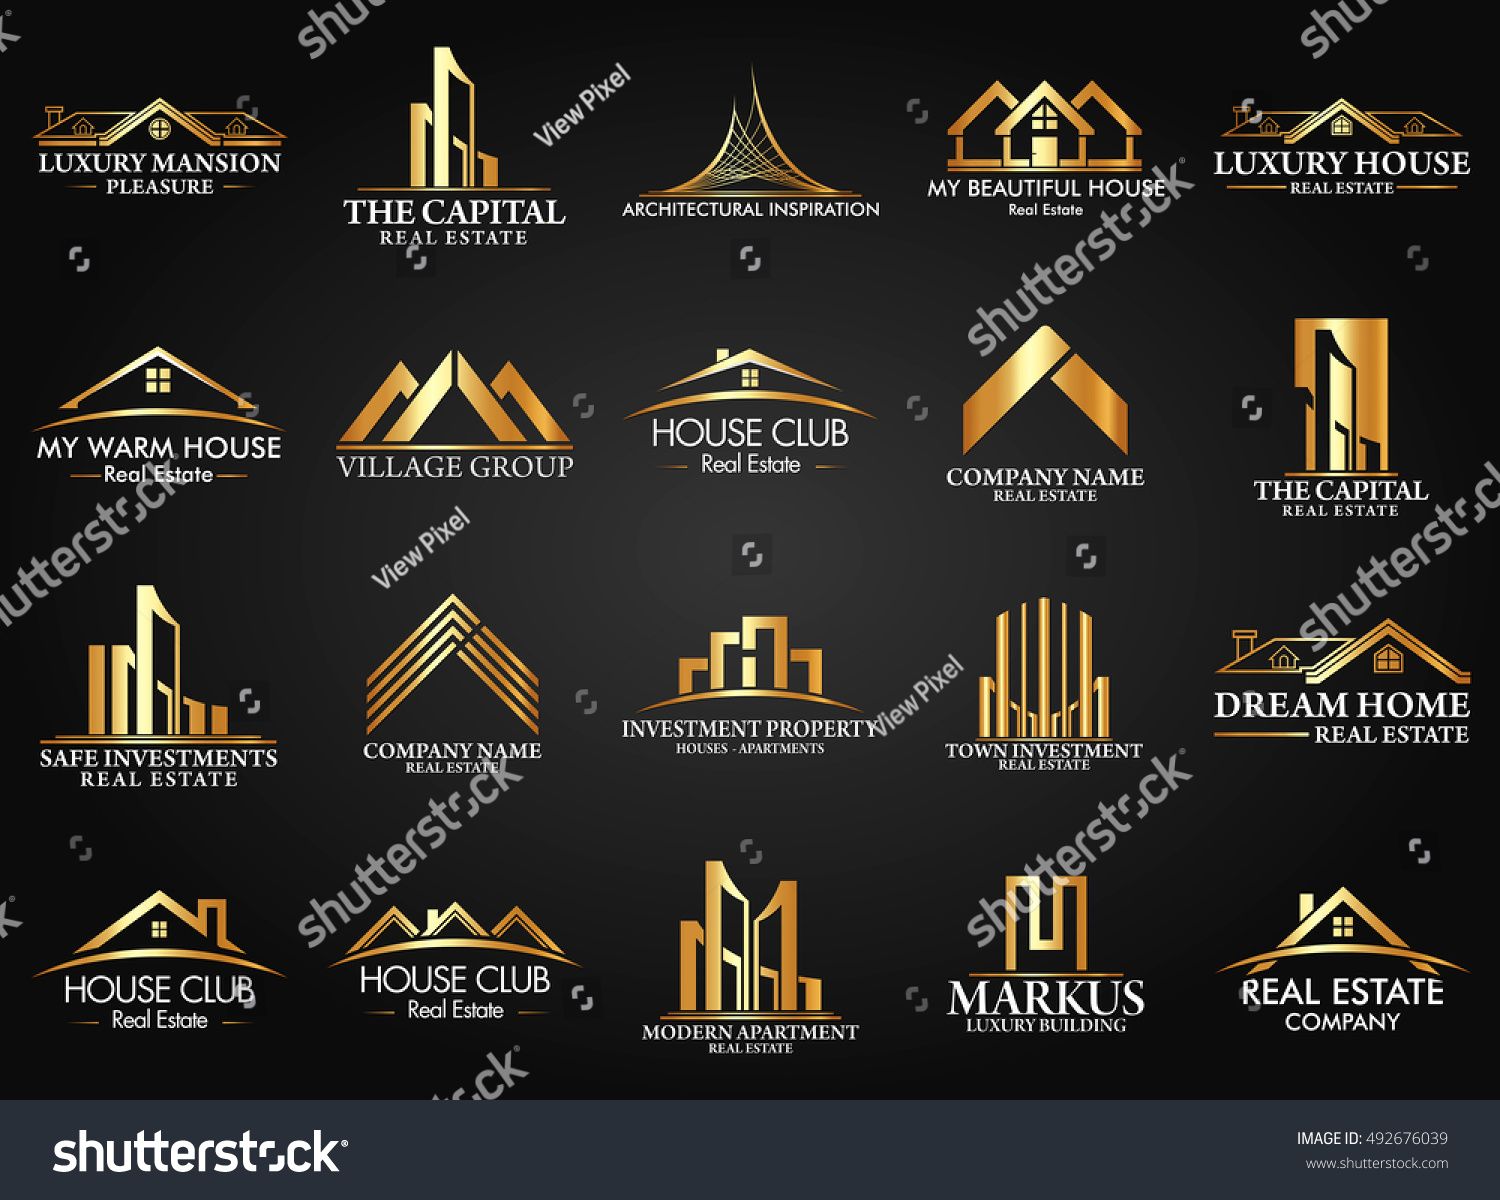 LUXURY MANSION
PLEASURE
THE CAPITAL
REAL ESTATE
ARCHITECTURAL INSPIRATION
MY BEAUTIFUL HOUSE
Real Estate
LUXURY HOUSE
REAL ESTATE
MY WARM HOUSE
Real Estate
VILLAGE GROUP
HOUSE CLUB
Real Estate
COMPANY NAME
REAL ESTATE
THE CAPITAL
REAL ESTATE
SAFE INVESTMENTS
REAL ESTATE
COMPANY NAME
REAL ESTATE
INVESTMENT PROPERTY
HOUSES - APARTMENTS
TOWN INVESTMENT
REAL ESTATE
DREAM HOME
REAL ESTATE
HOUSE CLUB
Real Estate
HOUSE CLUB
Real Estate
MODERN APARTMENT
REAL ESTATE
MARKUS
LUXURY BUILDING
REAL ESTATE
COMPANY
View Pixel
View Pixel
View Pixel
shutterstock
shutterstock
shutterstock
shutterstock
shutterstock
shutterstock
IMAGE ID: 492676039
www.shutterstock.com